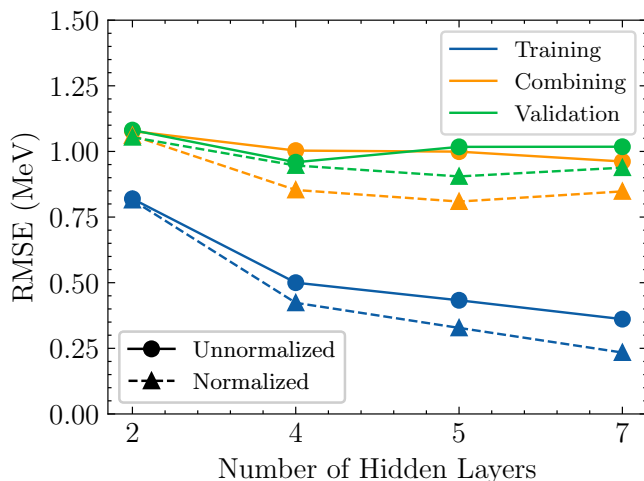 1.50
1.25
1.00
0.75
0.50
0.25
0.00
RMSE (MeV)
Training
Combining
Validation
Unnormalized
Normalized
2
4
5
7
Number of Hidden Layers